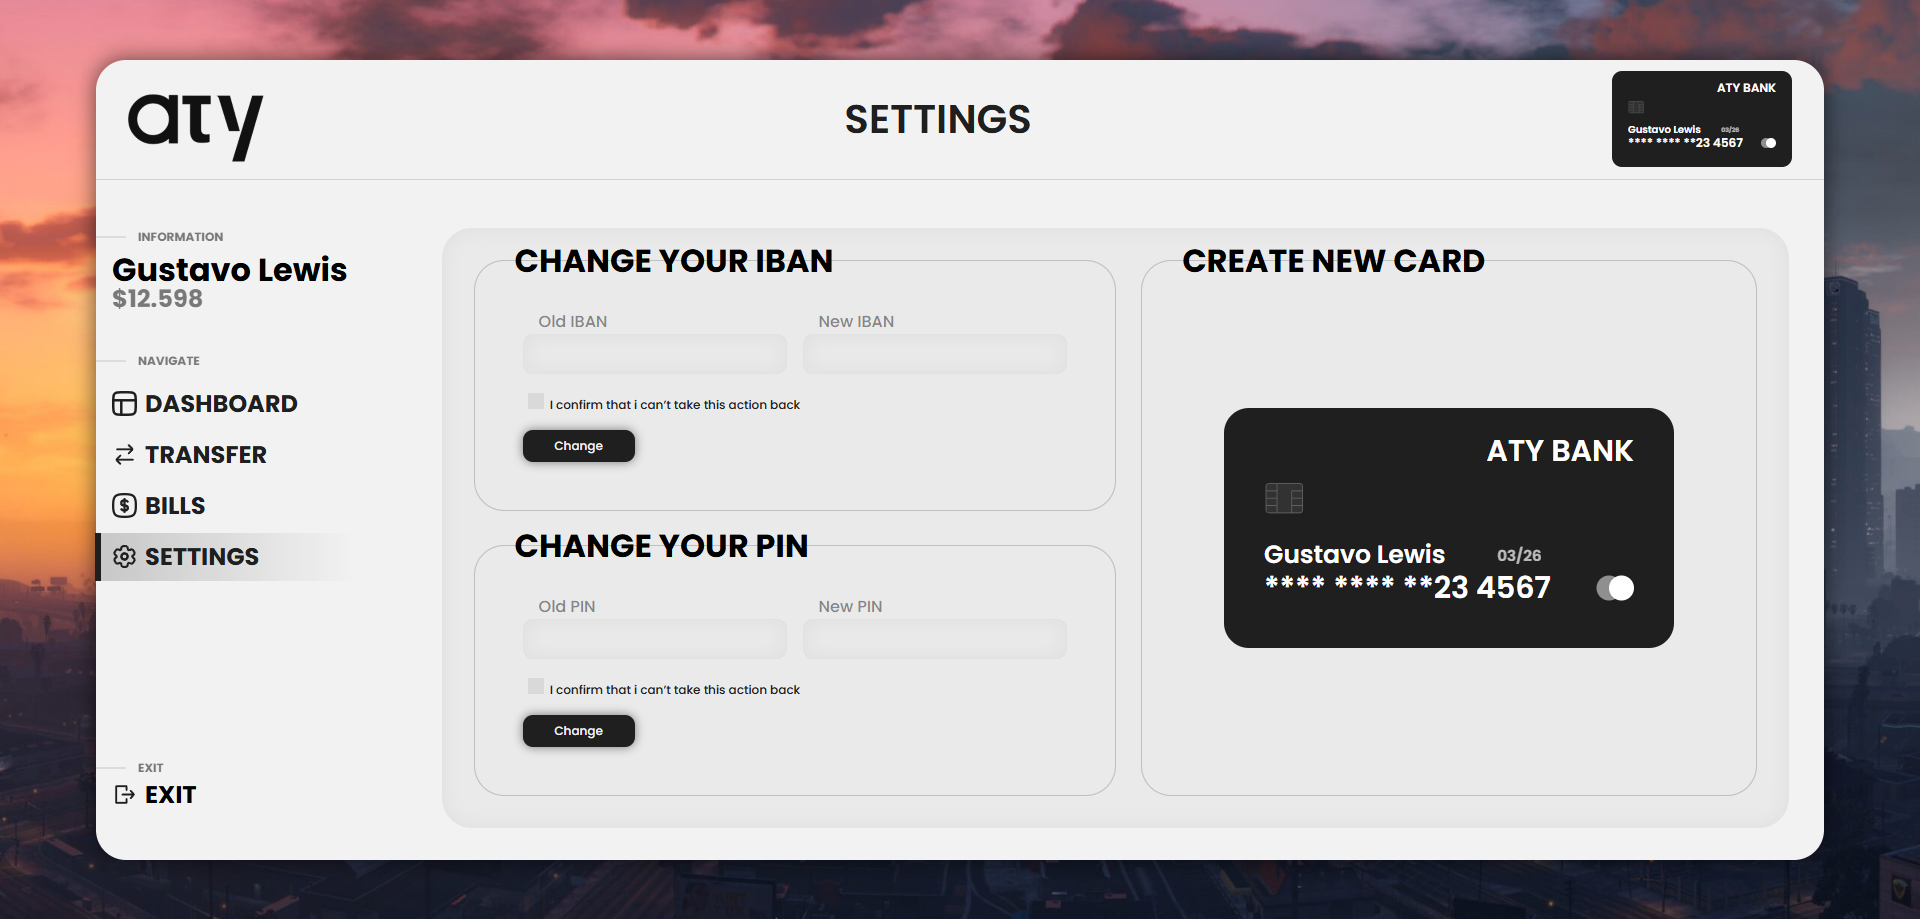 aty
SETTINGS
ATY BANK
Gustavo Lewis 03/26
**** **** **23 4567
INFORMATION
Gustavo Lewis
$12.598
NAVIGATE
DASHBOARD
TRANSFER
BILLS
SETTINGS
EXIT
EXIT
CHANGE YOUR IBAN
Old IBAN New IBAN
I confirm that i can't take this action back
Change
CHANGE YOUR PIN
Old PIN New PIN
I confirm that i can't take this action back
Change
CREATE NEW CARD
ATY BANK
Gustavo Lewis 03/26
**** **** **23 4567